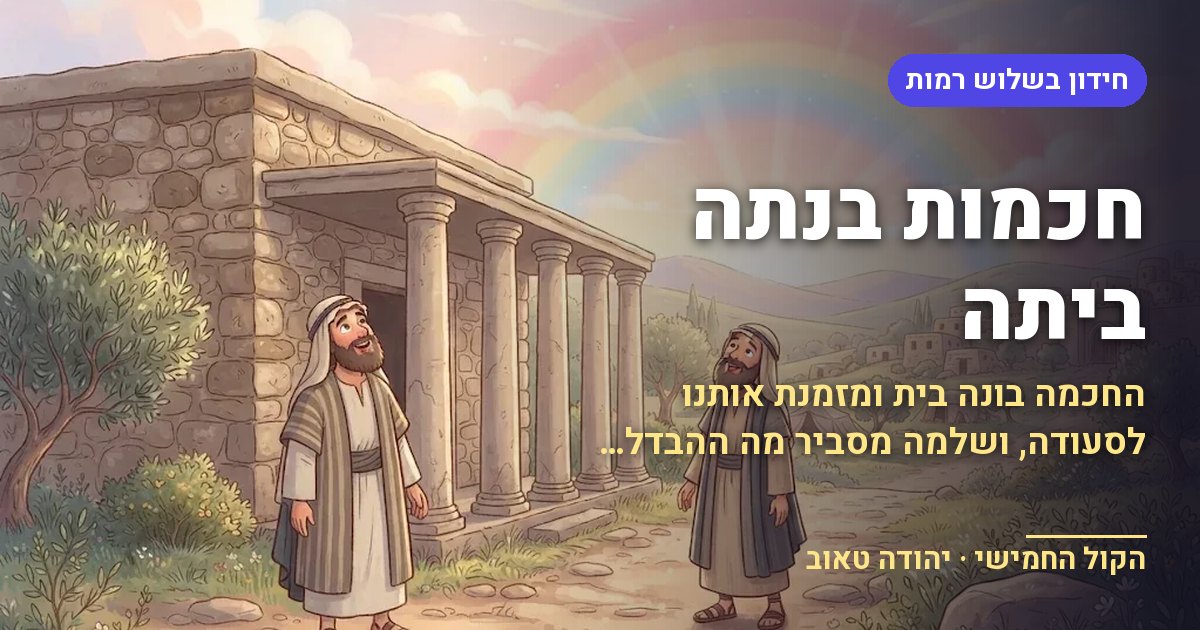 חידון בשלוש רמות
חכמות בנתה
ביתה
החכמה בונה בית ומזמנת אותנו
לסעודה, ושלמה מסביר מה ההבדל...
הקול החמישי · יהודה טאוב